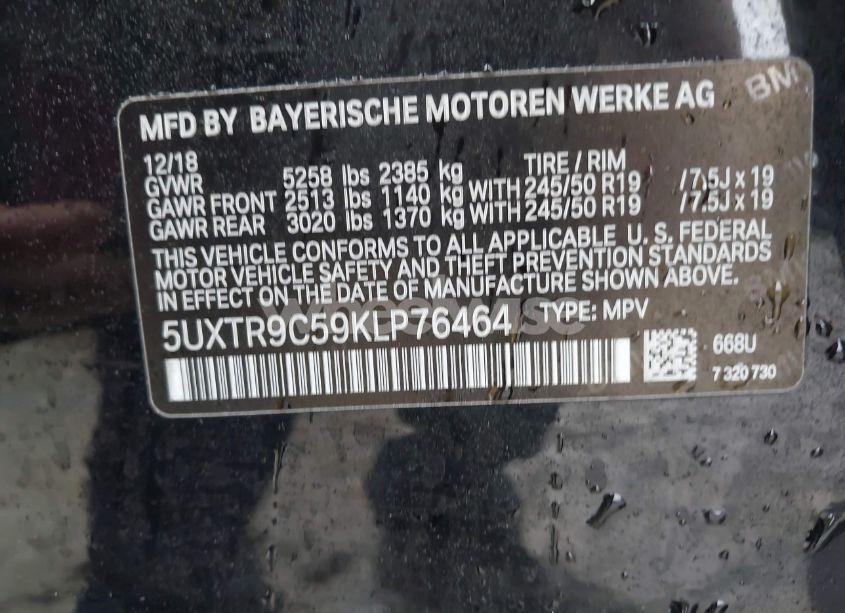 MFD BY BAYERISCHE MOTOREN WERKE AG
12/18
GVWR 5258 lbs 2385 kg TIRE / RIM
GAWR FRONT 2513 lbs 1140 kg WITH 245/50 R19 /7.5J x 19
GAWR REAR 3020 lbs 1370 kg WITH 245/50 R19 /7.5J x 19
THIS VEHICLE CONFORMS TO ALL APPLICABLE U. S. FEDERAL
MOTOR VEHICLE SAFETY AND THEFT PREVENTION STANDARDS
IN EFFECT ON THE DATE OF MANUFACTURE SHOWN ABOVE.
5UXTR9C59KLP76464 TYPE: MPV
668U
7 320 730